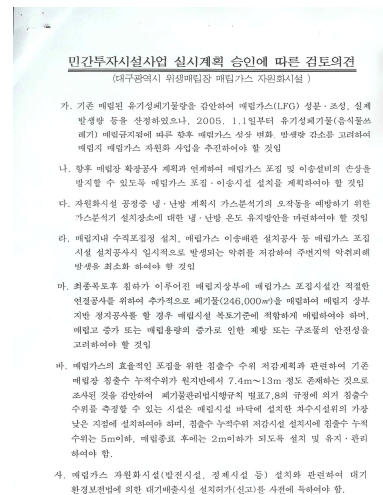 민간투자시설사업 실시계획 승인에 따른 검토의견
(대구광역시 위생매립장 매립가스 자원화시설 )
가. 기존 매립된 유기성폐기물량을 감안하여 매립가스(LFG) 성분·조성, 실제
발생량 등을 산정하였으나, 2005. 1.1일부터 유기성폐기물(음식물쓰
레기) 매립금지됨에 따른 향후 매립가스 성상 변화, 발생량 감소를 고려하여
매립지 매립가스 자원화 사업을 추진하여야 할 것임
나. 향후 매립장 확장공사 계획과 연계하여 매립가스 포집 및 이송설비의 손상을
방지할 수 있도록 매립가스 포집·이송시설 설치를 계획하여야 할 것임
다. 자원화시설 공정중 냉·난방 계획시 가스분석기의 오작동을 예방하기 위한
가스분석기 설치장소에 대한 냉·난방 온도 유지방안을 마련하여야 할 것임
라. 매립지내 수직포집정 설치, 매립가스 이송배관 설치공사 등 매립가스 포집
시설 설치공사시 일시적으로 발생되는 악취를 저감하여 주변지역 악취피해
발생을 최소화 하여야 할 것임
마. 최종복토후 침하가 이루어진 매립지상부에 매립가스 포집시설간 적절한
연결공사를 위하여 추가적으로 폐기물(246,000㎥)을 매립하여 매립지 상부
지반 정지공사를 할 경우 매립시설 복토기준에 적합하게 매립하여야 하며,
매립고 증가 또는 매립용량의 증가로 인한 제방 또는 구조물의 안전성을
고려하여야 할 것임
바. 매립가스의 효율적인 포집을 위한 침출수 수위 저감계획과 관련하여 기존
매립장 침출수 누적수위가 원지반에서 7.4m~13m 정도 존재하는 것으로
조사된 것을 감안하여 폐기물관리법시행규칙 별표7,8의 규정에 의거 침출수
수위를 측정할 수 있는 시설은 매립시설 바닥에 설치한 차수시설위의 가장
낮은 지점에 설치하여야 하며, 침출수 누적수위 저감시설 설치시에 침출수 누적
수위는 5m이하, 매립종료 후에는 2m이하가 되도록 설치 및 유지·관리
하여야 함.
사. 매립가스 자원화시설(발전시설, 정제시설 등) 설치와 관련하여 대기
환경보전법에 의한 대기배출시설 설치허가(신고)를 사전에 득하여야 함.